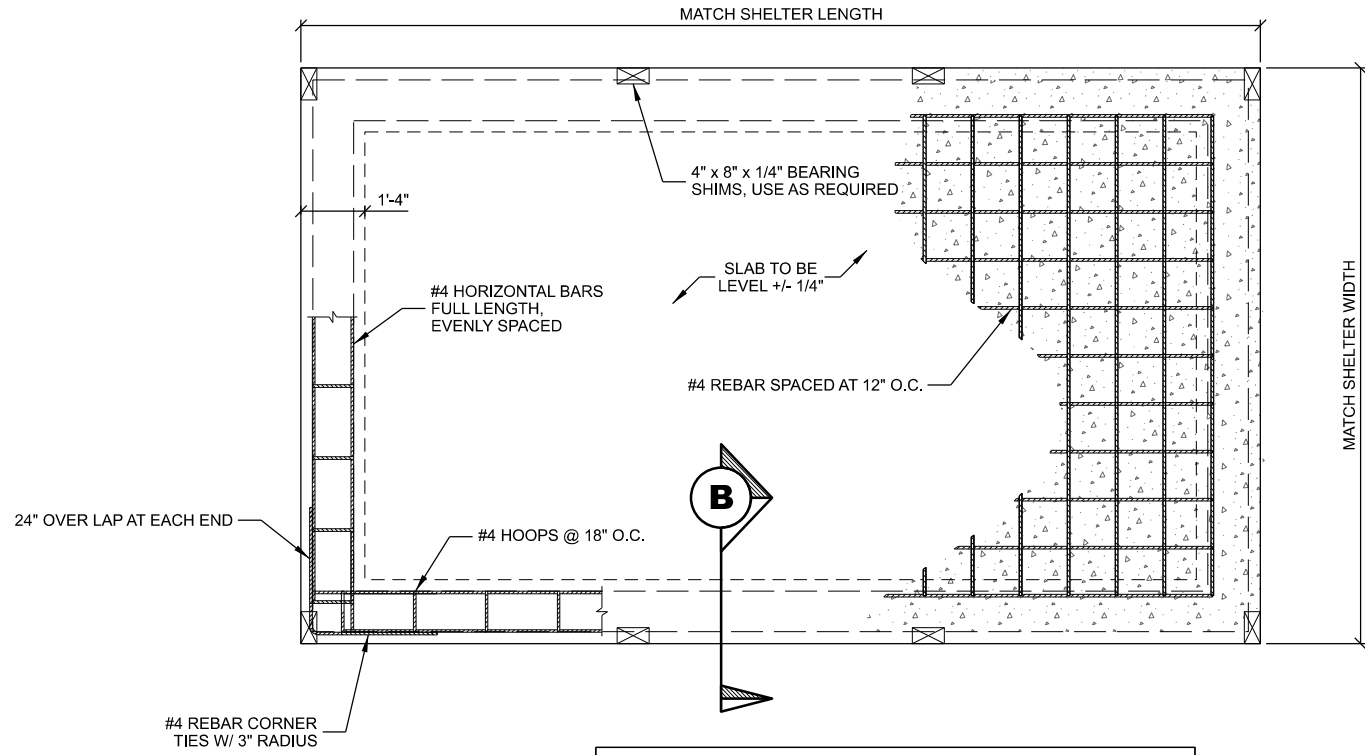 MATCH SHELTER LENGTH
4" x 8" x 1/4" BEARING
SHIMS, USE AS REQUIRED
1'-4"
SLAB TO BE
LEVEL +/- 1/4"
#4 HORIZONTAL BARS
FULL LENGTH,
EVENLY SPACED
MATCH SHELTER WIDTH
#4 REBAR SPACED AT 12" O.C.
B
24" OVER LAP AT EACH END
#4 HOOPS @ 18" O.C.
#4 REBAR CORNER
TIES W/ 3" RADIUS